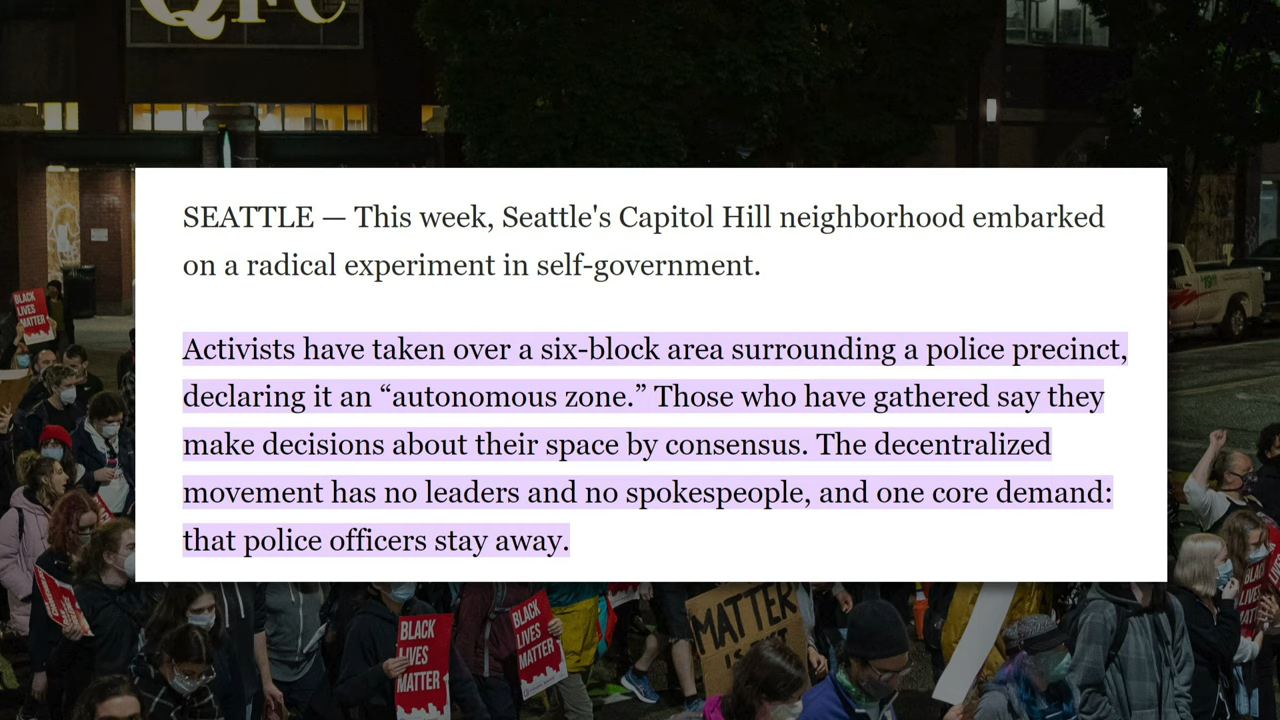 QFC
SEATTLE — This week, Seattle's Capitol Hill neighborhood embarked
on a radical experiment in self-government.
Activists have taken over a six-block area surrounding a police precinct,
declaring it an “autonomous zone.” Those who have gathered say they
make decisions about their space by consensus. The decentralized
movement has no leaders and no spokespeople, and one core demand:
that police officers stay away.
BLACK
LIVES
MATTER
BLACK
LIVES
MATTER
BLACK
LIVES
MATTER
MATTER
BLACK
LIVES